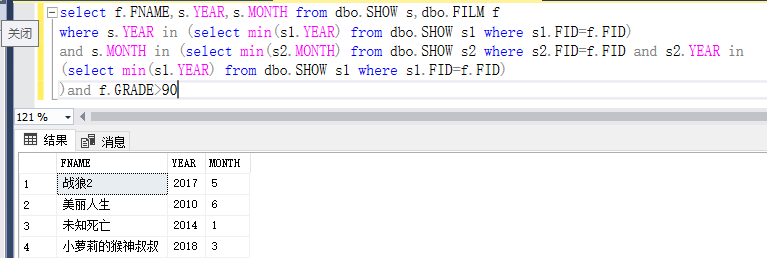 select f.FNAME,s.YEAR,s.MONTH from dbo.SHOW s,dbo.FILM f
关闭
where s.YEAR in (select min(s1.YEAR) from dbo.SHOW s1 where s1.FID=f.FID)
and s.MONTH in (select min(s2.MONTH) from dbo.SHOW s2 where s2.FID=f.FID and s2.YEAR in
(select min(s1.YEAR) from dbo.SHOW s1 where s1.FID=f.FID)
)and f.GRADE>90
121 %
结果 消息
FNAME YEAR MONTH
1 战狼2 2017 5
2 美丽人生 2010 6
3 未知死亡 2014 1
4 小萝莉的猴神叔叔 2018 3